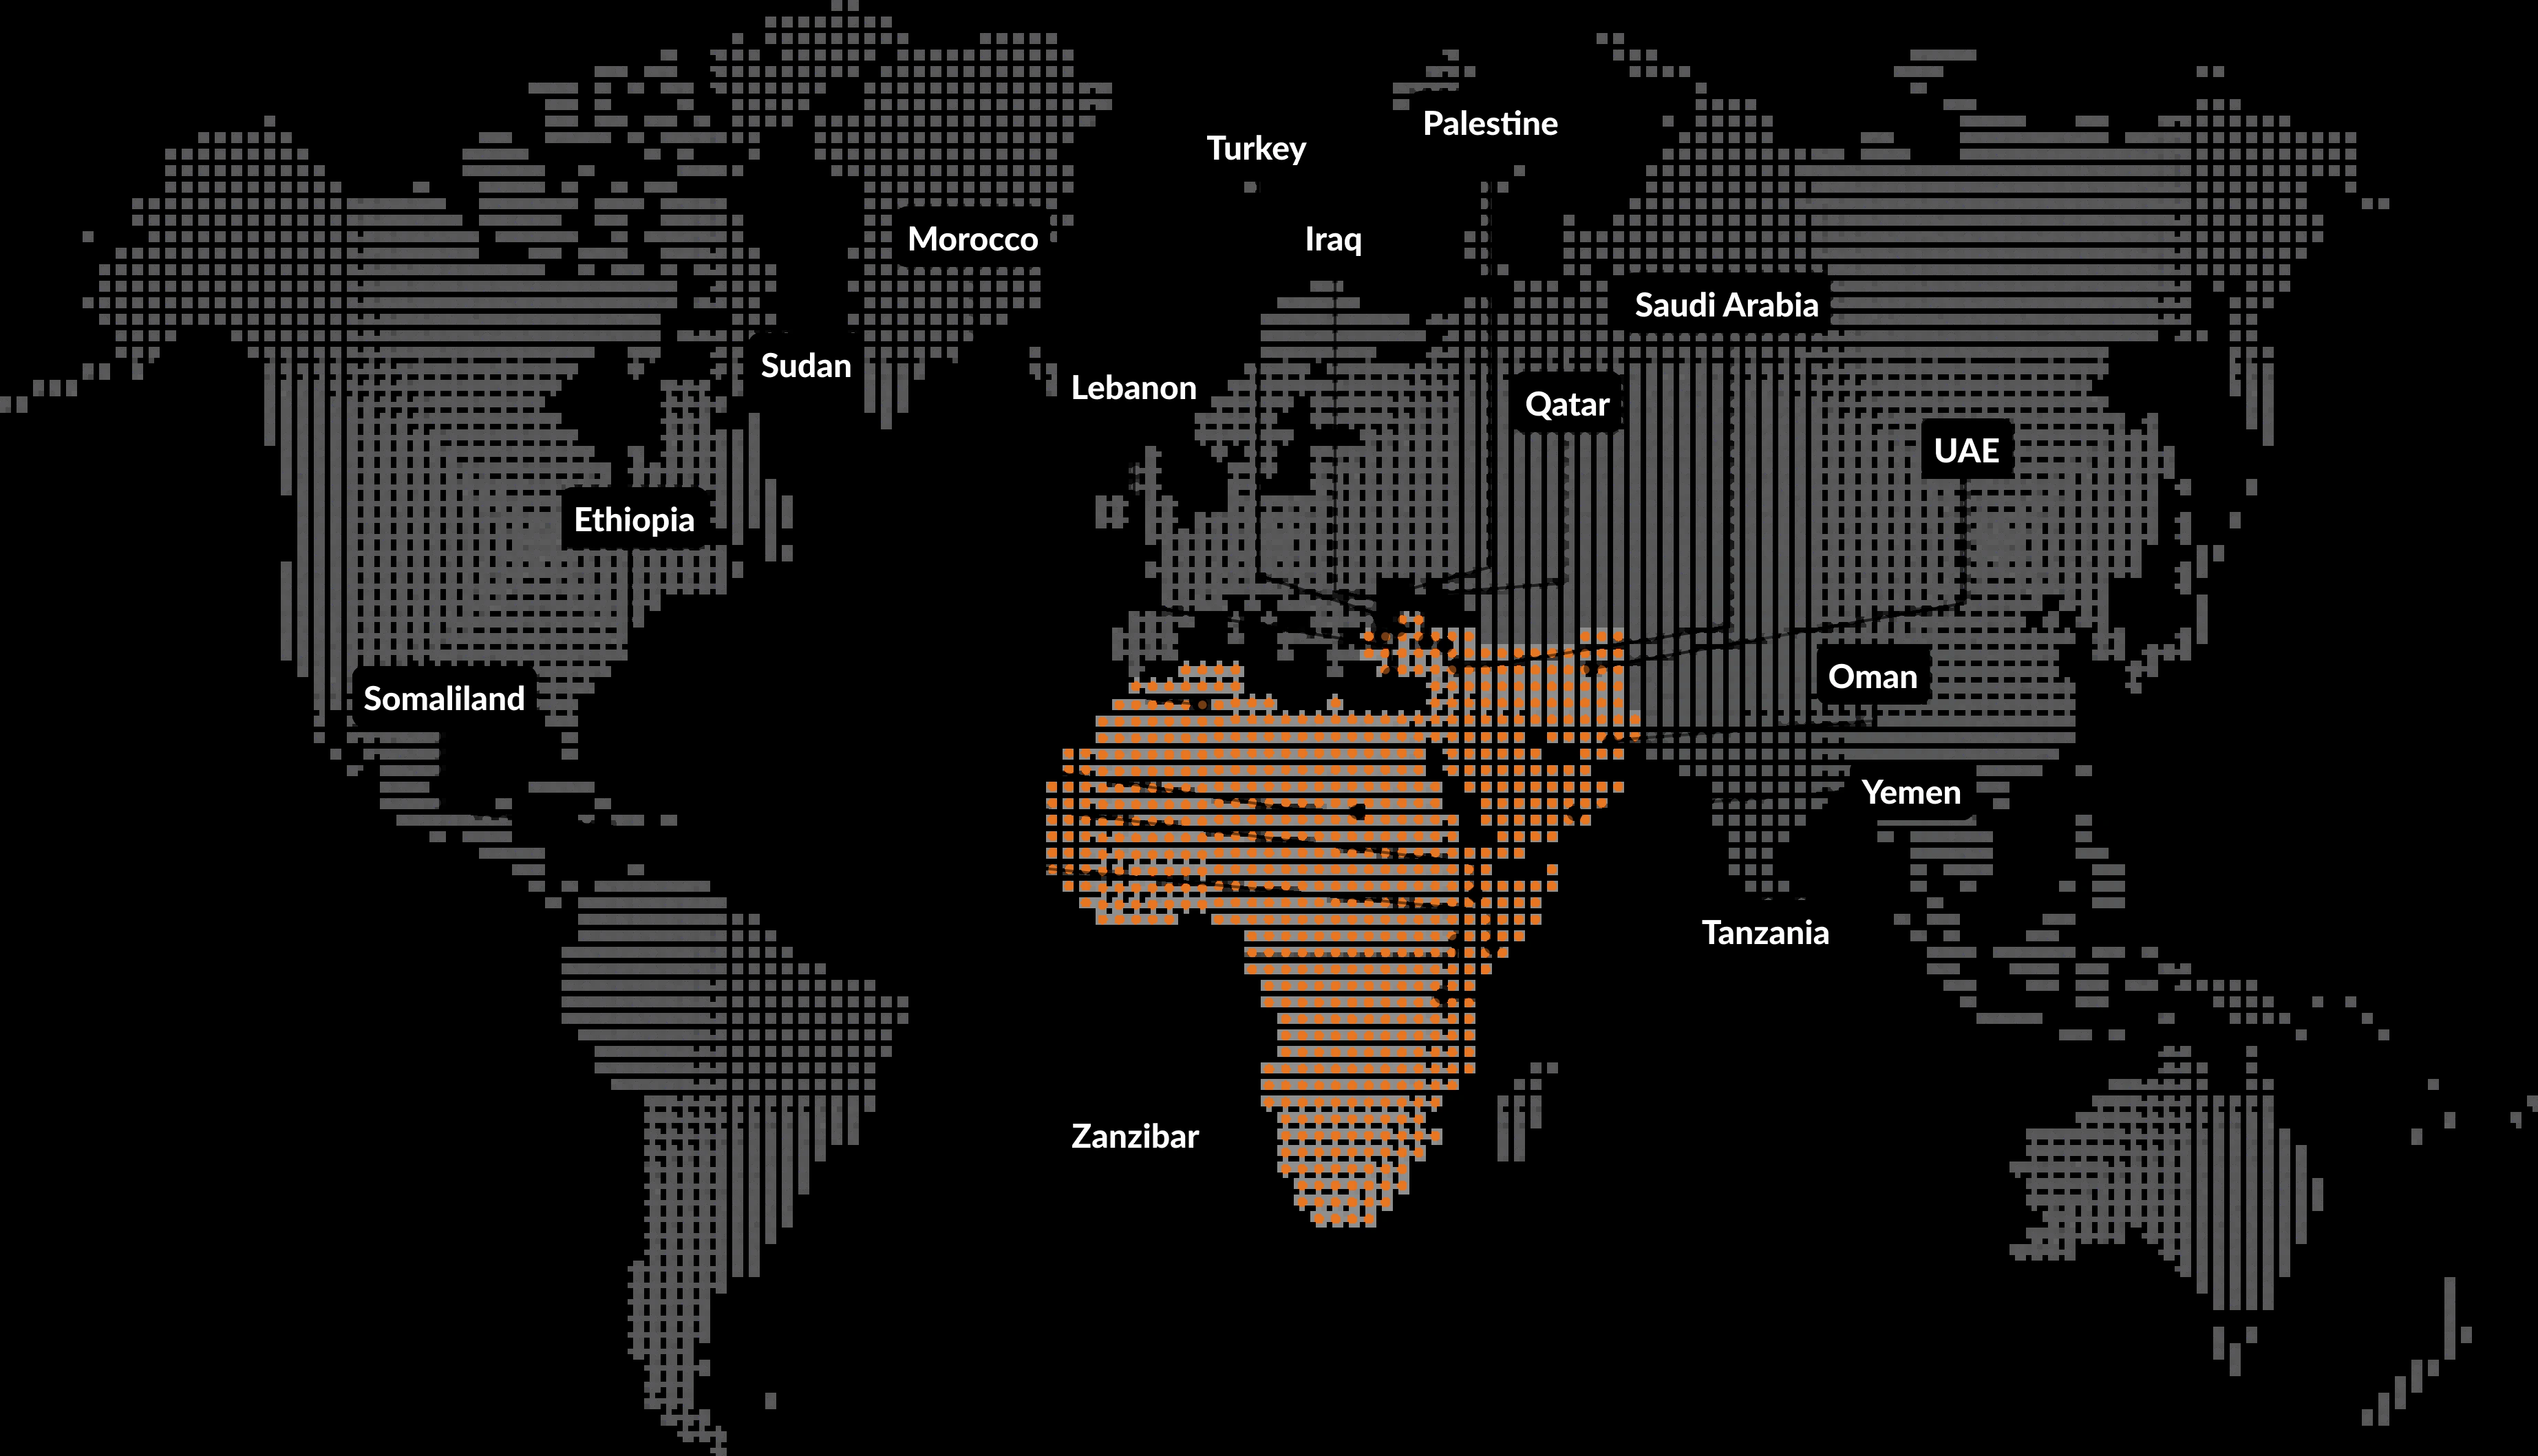 Palestine
Turkey
Morocco
Iraq
Saudi Arabia
Sudan
Lebanon
Qatar
UAE
Ethiopia
Oman
Somaliland
Yemen
Tanzania
Zanzibar